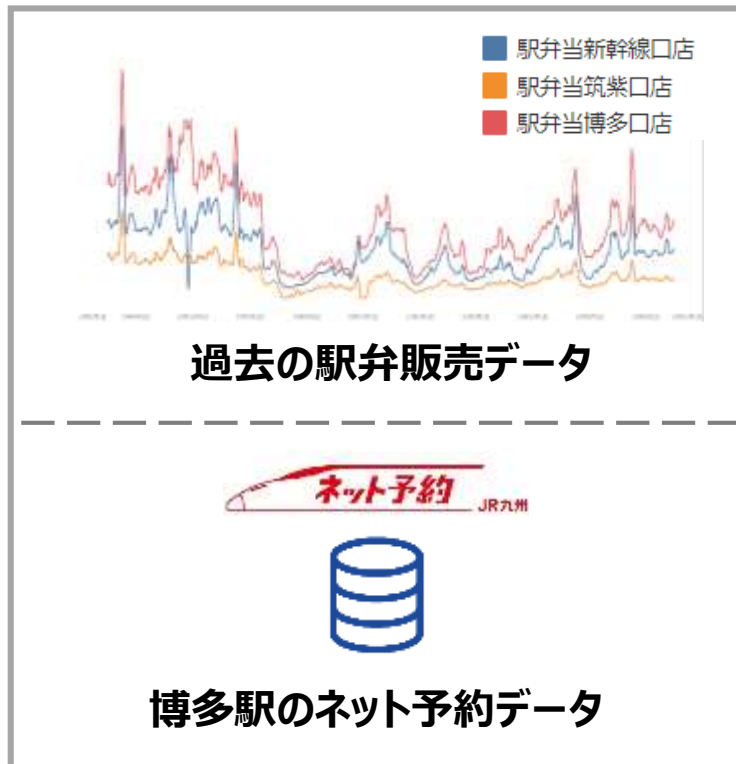 駅弁当新幹線口店
駅弁当筑紫口店
駅弁当博多口店
過去の駅弁販売データ
ネット予約
JR九州
博多駅のネット予約データ